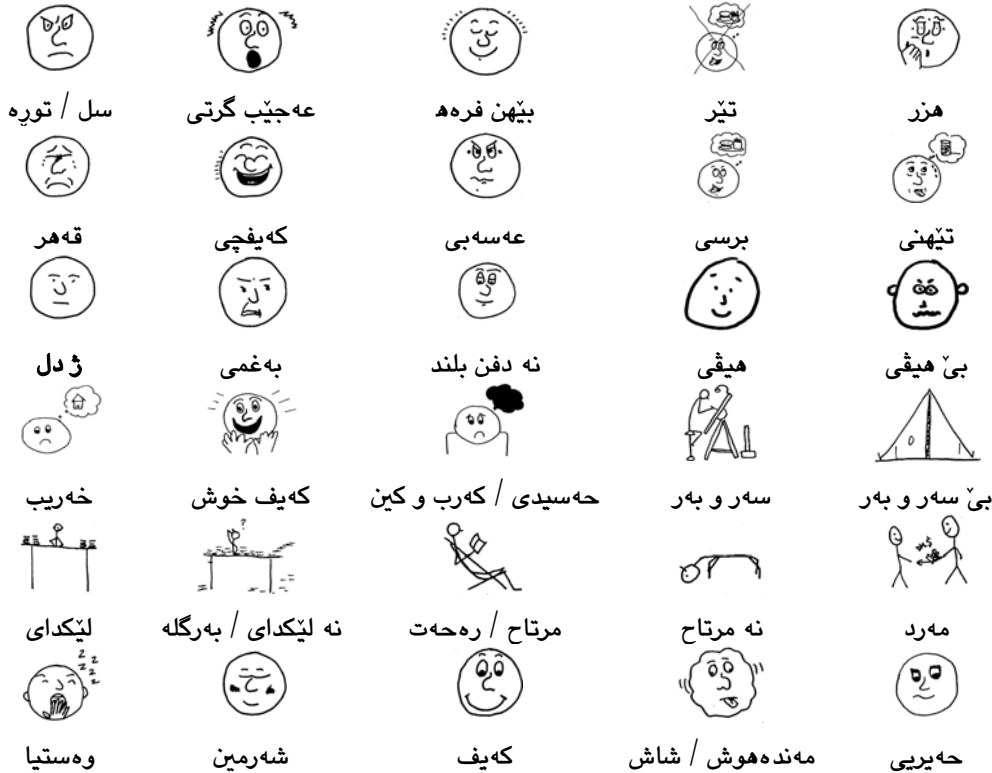 هزر تێر بێهن فرەه عەجێب گرتی سل / توڕە
تێهنی برسی عەسەبی کەیفچی قەهر
بێ هیڤی هیڤی نە دفن بلند بەغمی ژ دل
بێ سەر و بەر سەر و بەر حەسیدی / کەرب و کین کەیف خوش خەریب
?
مەرد نە مرتاح مرتاح / رەحەت نە لێکدای / بەرگلە لێکدای
z z z z z
حەیریی مەندەهوش / شاش کەیف شەرمین وەستیا